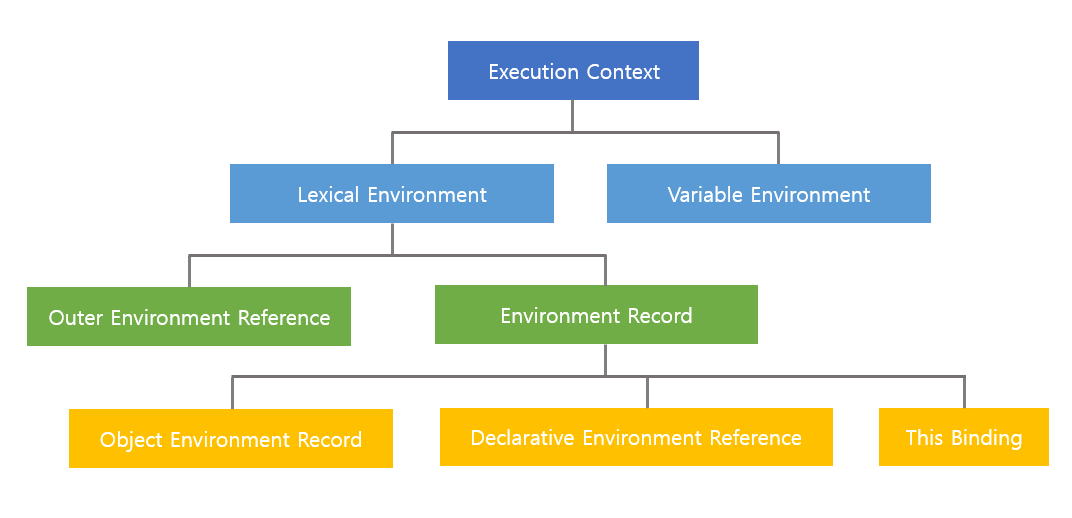 Execution Context
Lexical Environment
Variable Environment
Outer Environment Reference
Environment Record
Object Environment Record
Declarative Environment Reference
This Binding